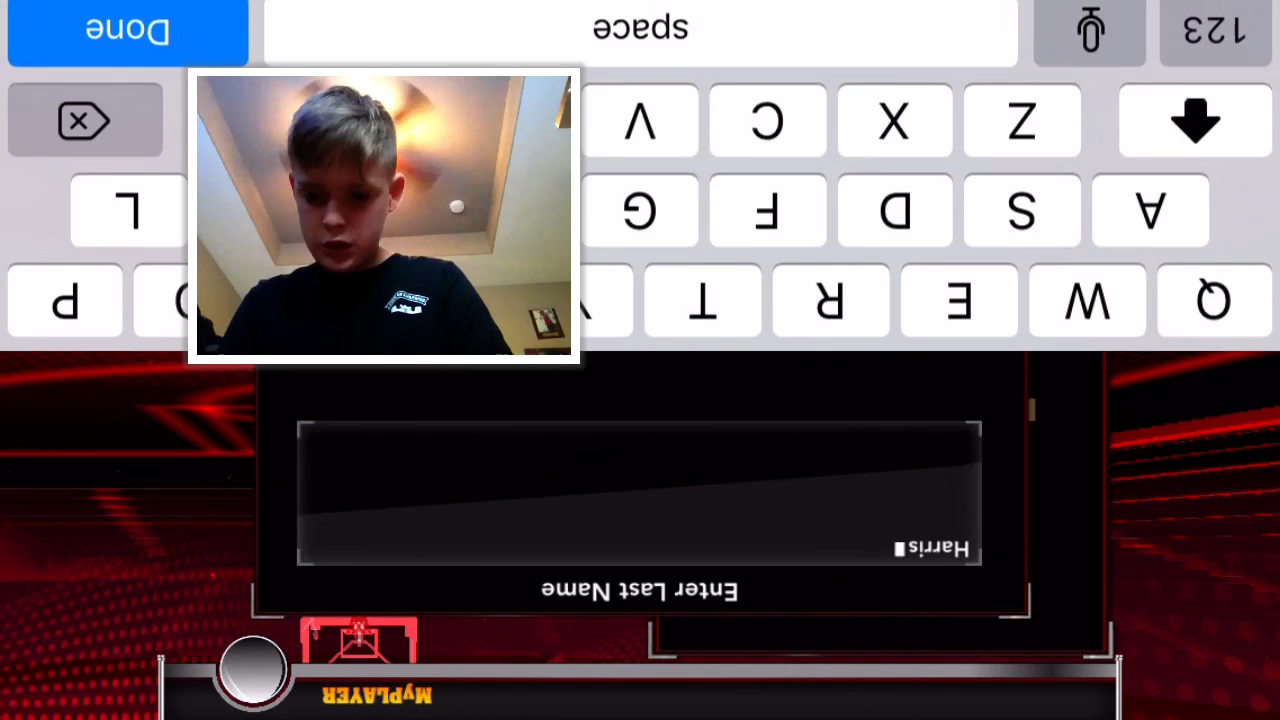 MyPLAYER
Enter Last Name
Harris
Q W E R T P
A S D F G L
Z X C V
123 space Done